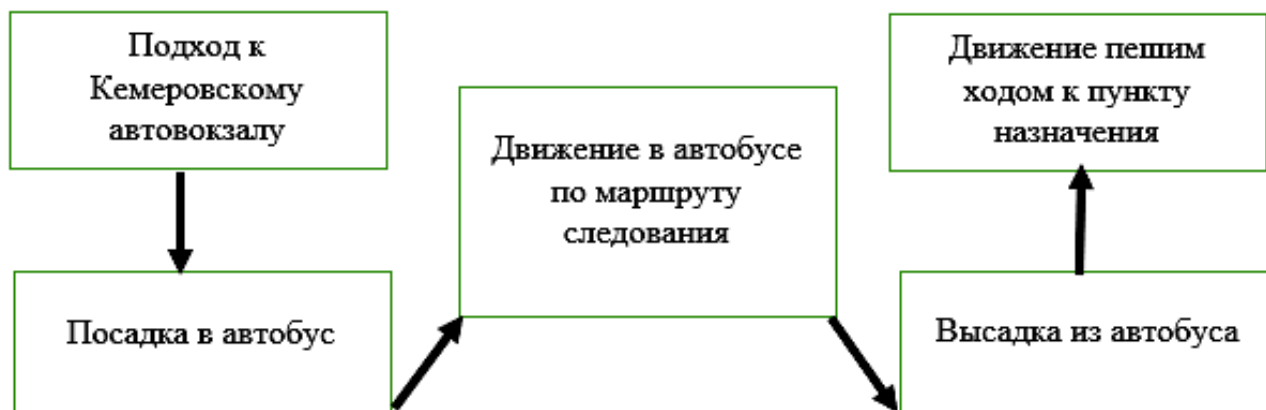 Подход к
Кемеровскому
автовокзалу
Посадка в автобус
Движение в автобусе
по маршруту
следования
Высадка из автобуса
Движение пешим
ходом к пункту
назначения